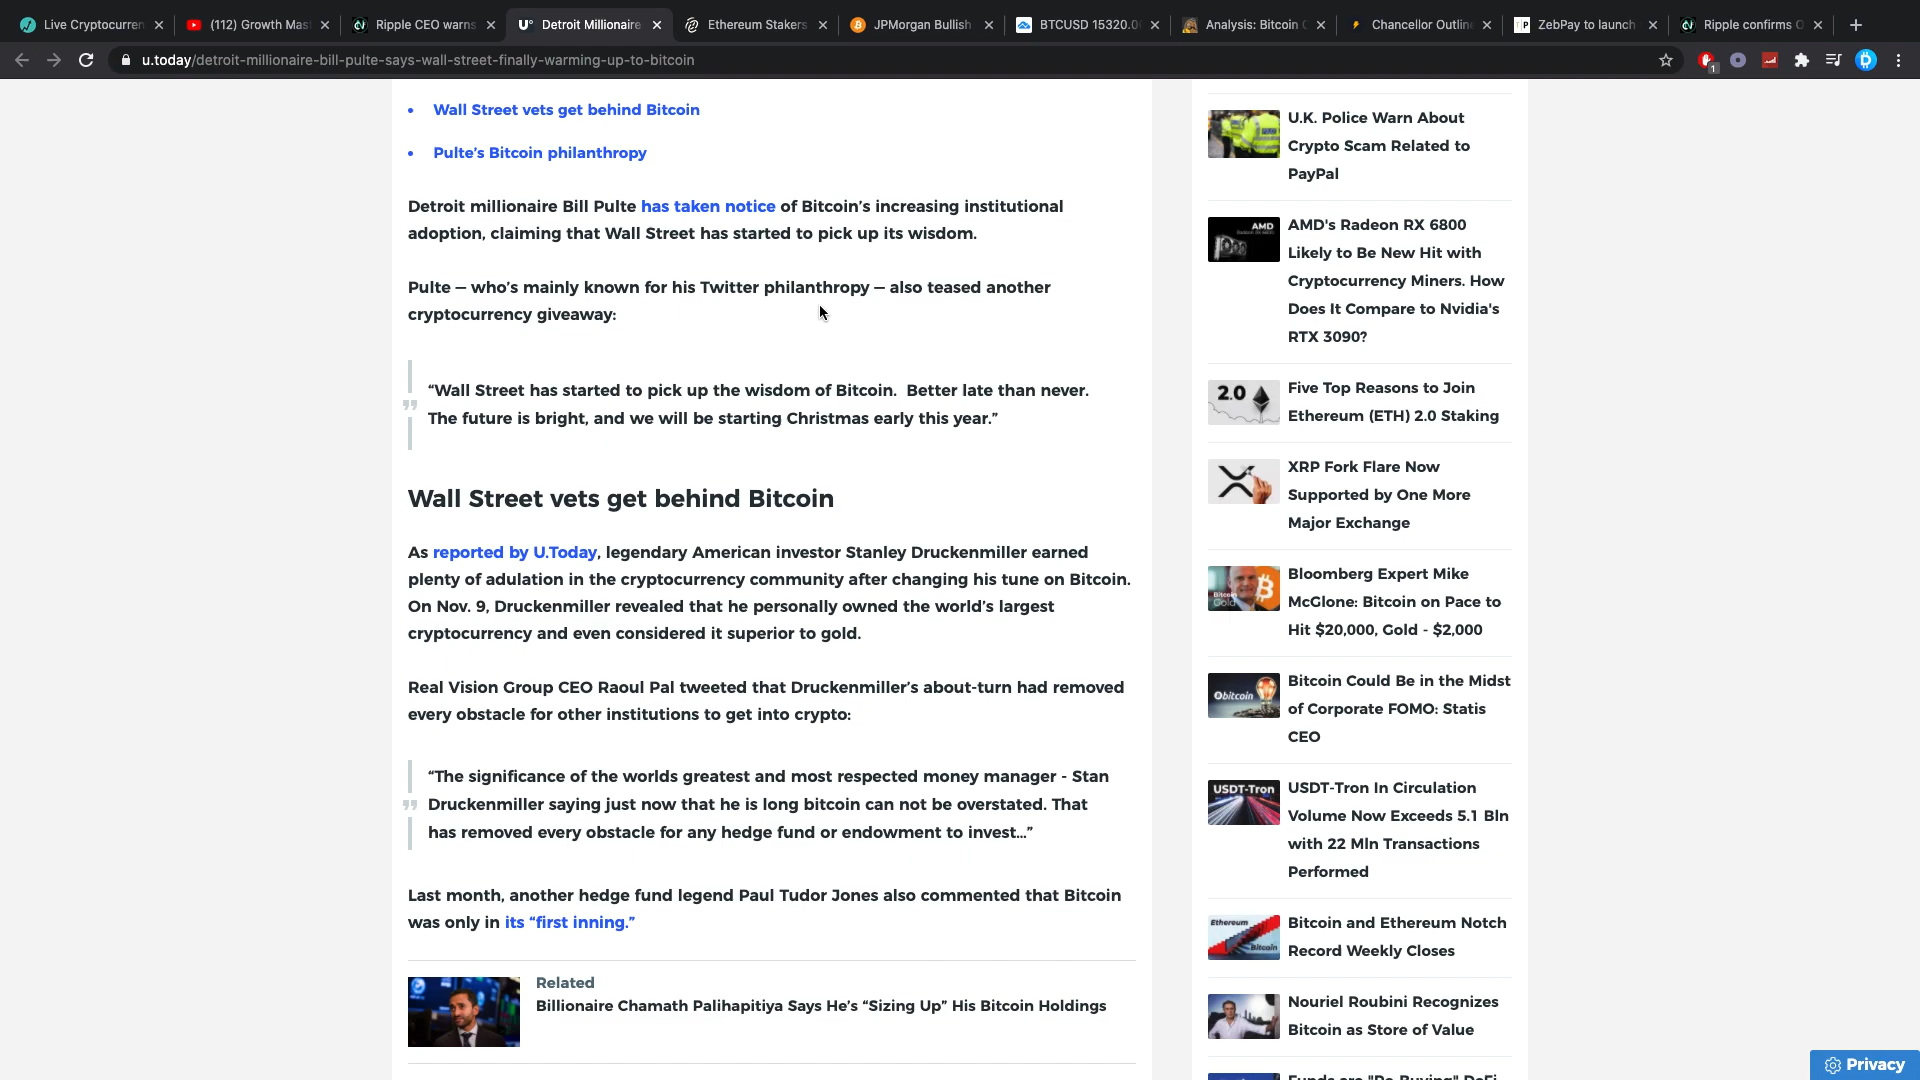 Live Cryptocurren
(112) Growth Mas
Ripple CEO warns
Detroit Millionaire
Ethereum Stakers
JPMorgan Bullish
BTCUSD 15320.0
Analysis: Bitcoin
Chancellor Outlin
ZebPay to launch
Ripple confirms
u.today/detroit-millionaire-bill-pulte-says-wall-street-finally-warming-up-to-bitcoin
1
Wall Street vets get behind Bitcoin
Pulte’s Bitcoin philanthropy
Detroit millionaire Bill Pulte has taken notice of Bitcoin’s increasing institutional
adoption, claiming that Wall Street has started to pick up its wisdom.
Pulte — who’s mainly known for his Twitter philanthropy — also teased another
cryptocurrency giveaway:
“Wall Street has started to pick up the wisdom of Bitcoin. Better late than never.
The future is bright, and we will be starting Christmas early this year.”
Wall Street vets get behind Bitcoin
As reported by U.Today, legendary American investor Stanley Druckenmiller earned
plenty of adulation in the cryptocurrency community after changing his tune on Bitcoin.
On Nov. 9, Druckenmiller revealed that he personally owned the world’s largest
cryptocurrency and even considered it superior to gold.
Real Vision Group CEO Raoul Pal tweeted that Druckenmiller’s about-turn had removed
every obstacle for other institutions to get into crypto:
“The significance of the worlds greatest and most respected money manager - Stan
Druckenmiller saying just now that he is long bitcoin can not be overstated. That
has removed every obstacle for any hedge fund or endowment to invest…”
Last month, another hedge fund legend Paul Tudor Jones also commented that Bitcoin
was only in its “first inning.”
Related
Billionaire Chamath Palihapitiya Says He’s “Sizing Up” His Bitcoin Holdings
U.K. Police Warn About
Crypto Scam Related to
PayPal
AMD
AMD's Radeon RX 6800
Likely to Be New Hit with
Cryptocurrency Miners. How
Does It Compare to Nvidia's
RTX 3090?
2.0
Five Top Reasons to Join
Ethereum (ETH) 2.0 Staking
XRP Fork Flare Now
Supported by One More
Major Exchange
Bitcoin
Gold
Bloomberg Expert Mike
McGlone: Bitcoin on Pace to
Hit $20,000, Gold - $2,000
bitcoin
Bitcoin Could Be in the Midst
of Corporate FOMO: Statis
CEO
USDT-Tron
USDT-Tron In Circulation
Volume Now Exceeds 5.1 Bln
with 22 Mln Transactions
Performed
Ethereum
Bitcoin
Bitcoin and Ethereum Notch
Record Weekly Closes
Nouriel Roubini Recognizes
Bitcoin as Store of Value
Funds are "Re-Buying" DeFi
Privacy